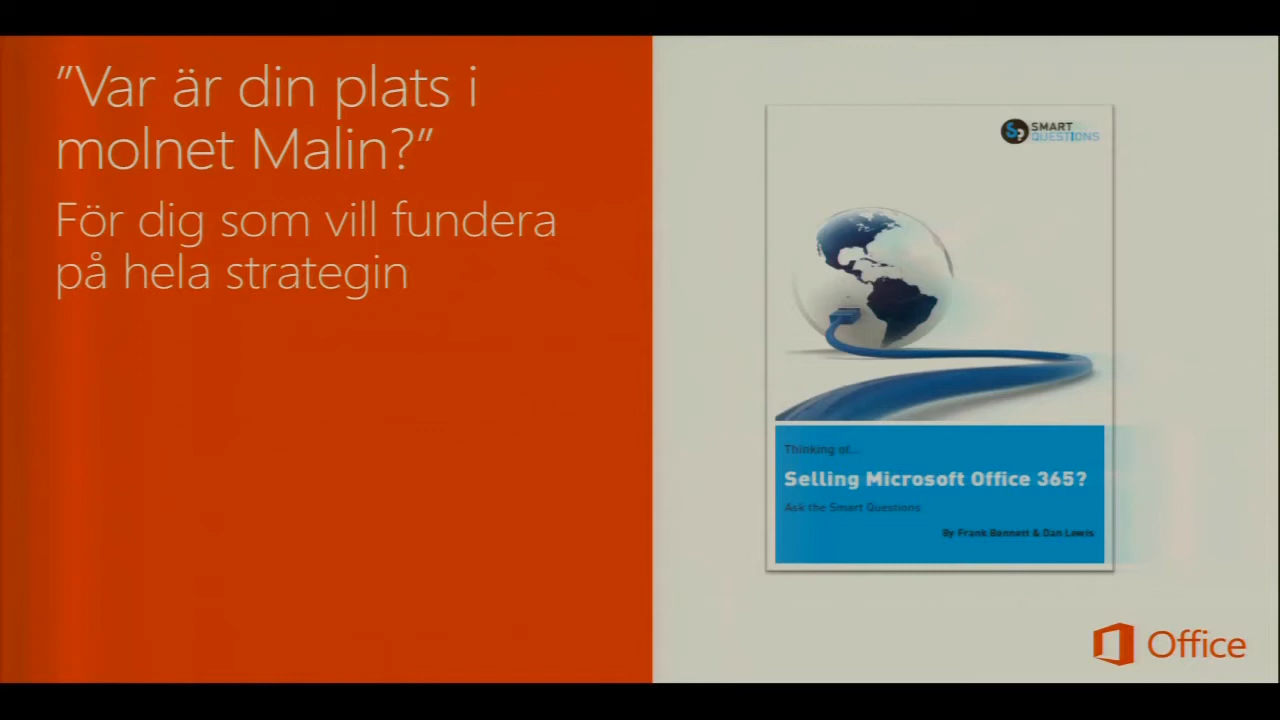 ”Var är din plats i
molnet Malin?”
För dig som vill fundera
på hela strategin
S?
SMART
QUESTIONS
Thinking of...
Selling Microsoft Office 365?
Ask the Smart Questions
By Frank Bennett & Dan Lewis
Office